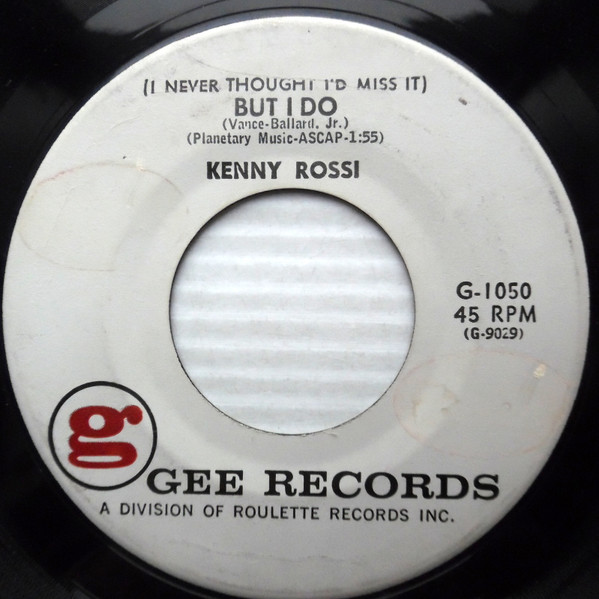 (I NEVER THOUGHT I'D MISS IT)
BUT I DO
(Vance-Ballard, Jr.)
(Planetary Music-ASCAP-1:55)
KENNY ROSSI
G-1050
45 RPM
(G-9029)
g
GEE RECORDS
A DIVISION OF ROULETTE RECORDS INC.